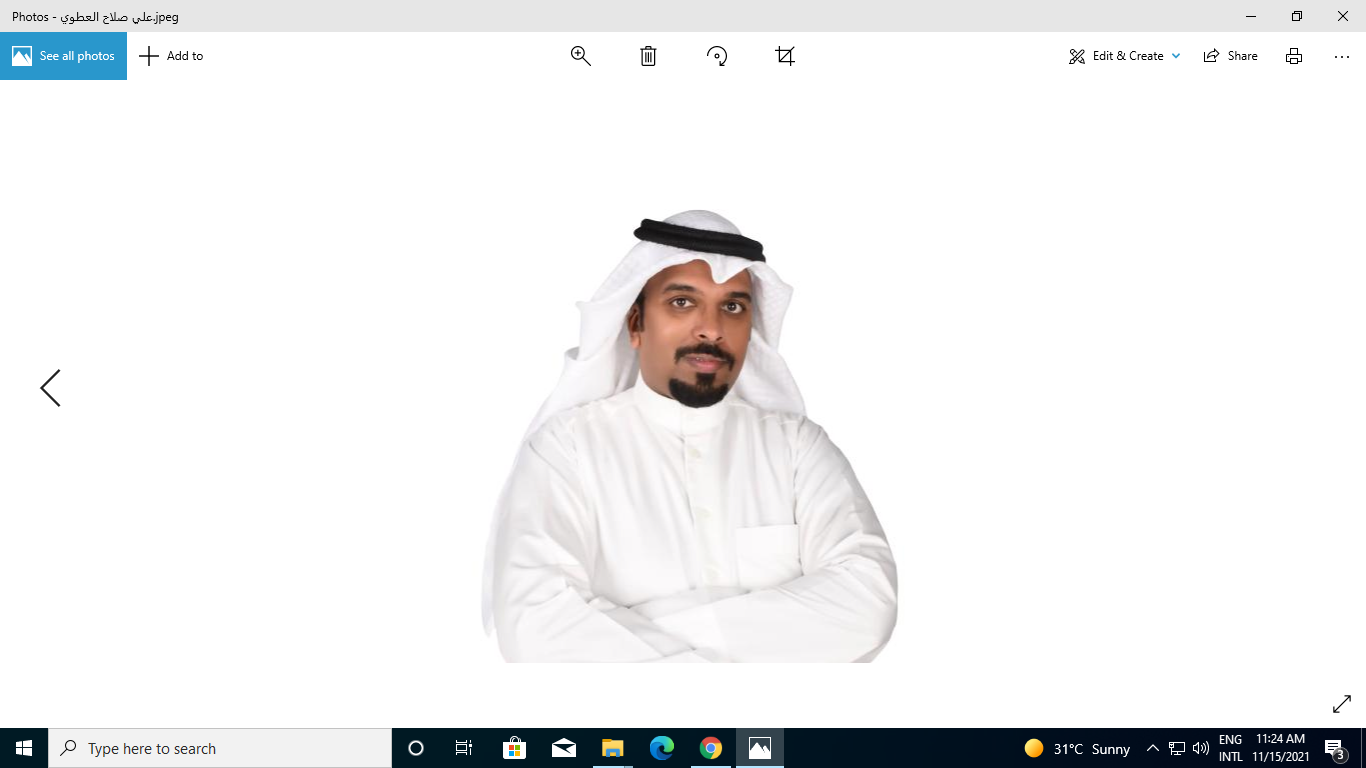 Photos - علي صلاح العطوي.jpeg
See all photos
Add to
Edit & Create
Share
Type here to search
31°C Sunny
ENG
INTL
11:24 AM
11/15/2021
3